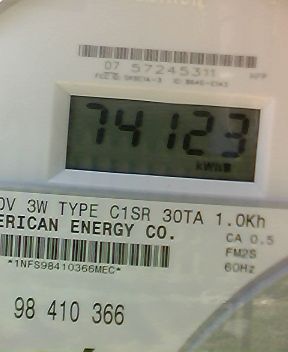 07 57245311
74123
kWh
0V 3W TYPE C1SR 30TA 1.0Kh
ERICAN ENERGY CO.
CA 0.5
FM2S
60Hz
*1NFS98410366MEC*
98 410 366